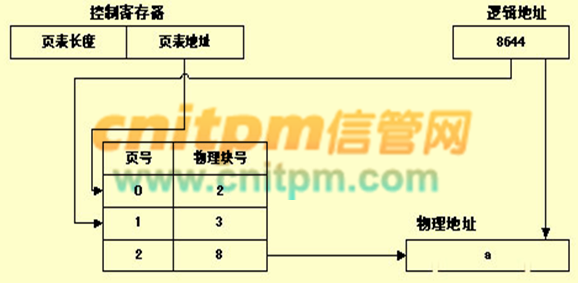 控制寄存器 逻辑地址
页表长度 页表地址 8644
cnitpm信管网
页号 物理块号
www.cnitpm.com
0 2
1 3
物理地址
2 8 a